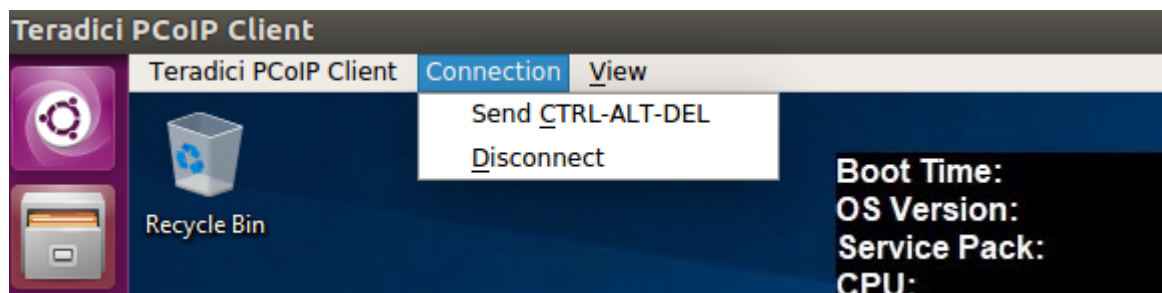 Teradici PCoIP Client
Teradici PCoIP Client Connection View
Send CTRL-ALT-DEL
Disconnect
Recycle Bin
Boot Time:
OS Version:
Service Pack:
CPU: